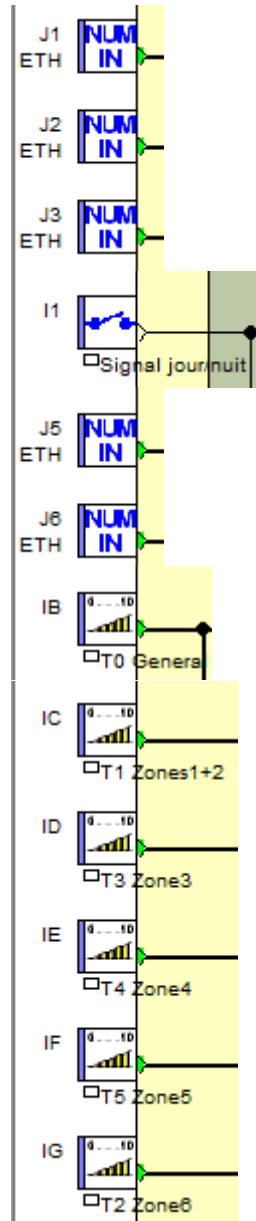 J1
ETH
NUM
IN
J2
ETH
NUM
IN
J3
ETH
NUM
IN
I1
Signal jour/nuit
J5
ETH
NUM
IN
J6
ETH
NUM
IN
IB
0....10
T0 General
IC
0....10
T1 Zones1+2
ID
0....10
T3 Zone3
IE
0....10
T4 Zone4
IF
0....10
T5 Zone5
IG
0....10
T2 Zone6